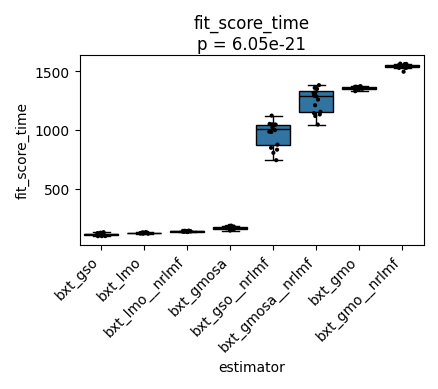 fit_score_time
p = 6.05e-21
fit_score_time
1500
1000
500
bxt_gso
bxt_lmo
bxt_lmo__nrlmf
bxt_gmosa
bxt_gso__nrlmf
bxt_gmosa__nrlmf
bxt_gmo
bxt_gmo__nrlmf
estimator